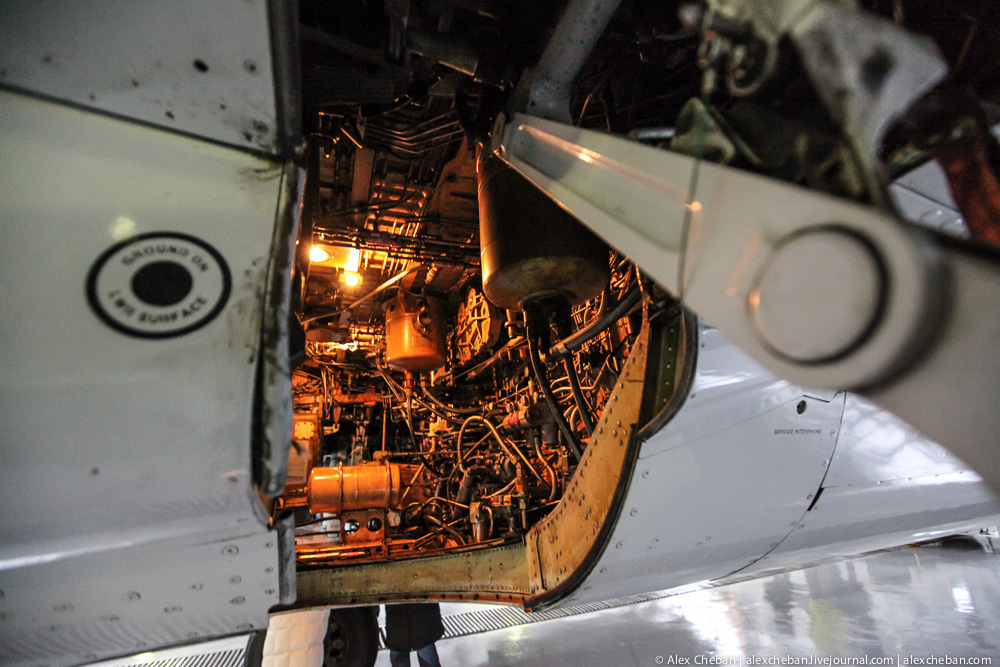 GROUND ON
LWR SURFACE
SERVICE INTERPHONE
© Alex Cheban | alexcheban.livejournal.com | alexcheban.com